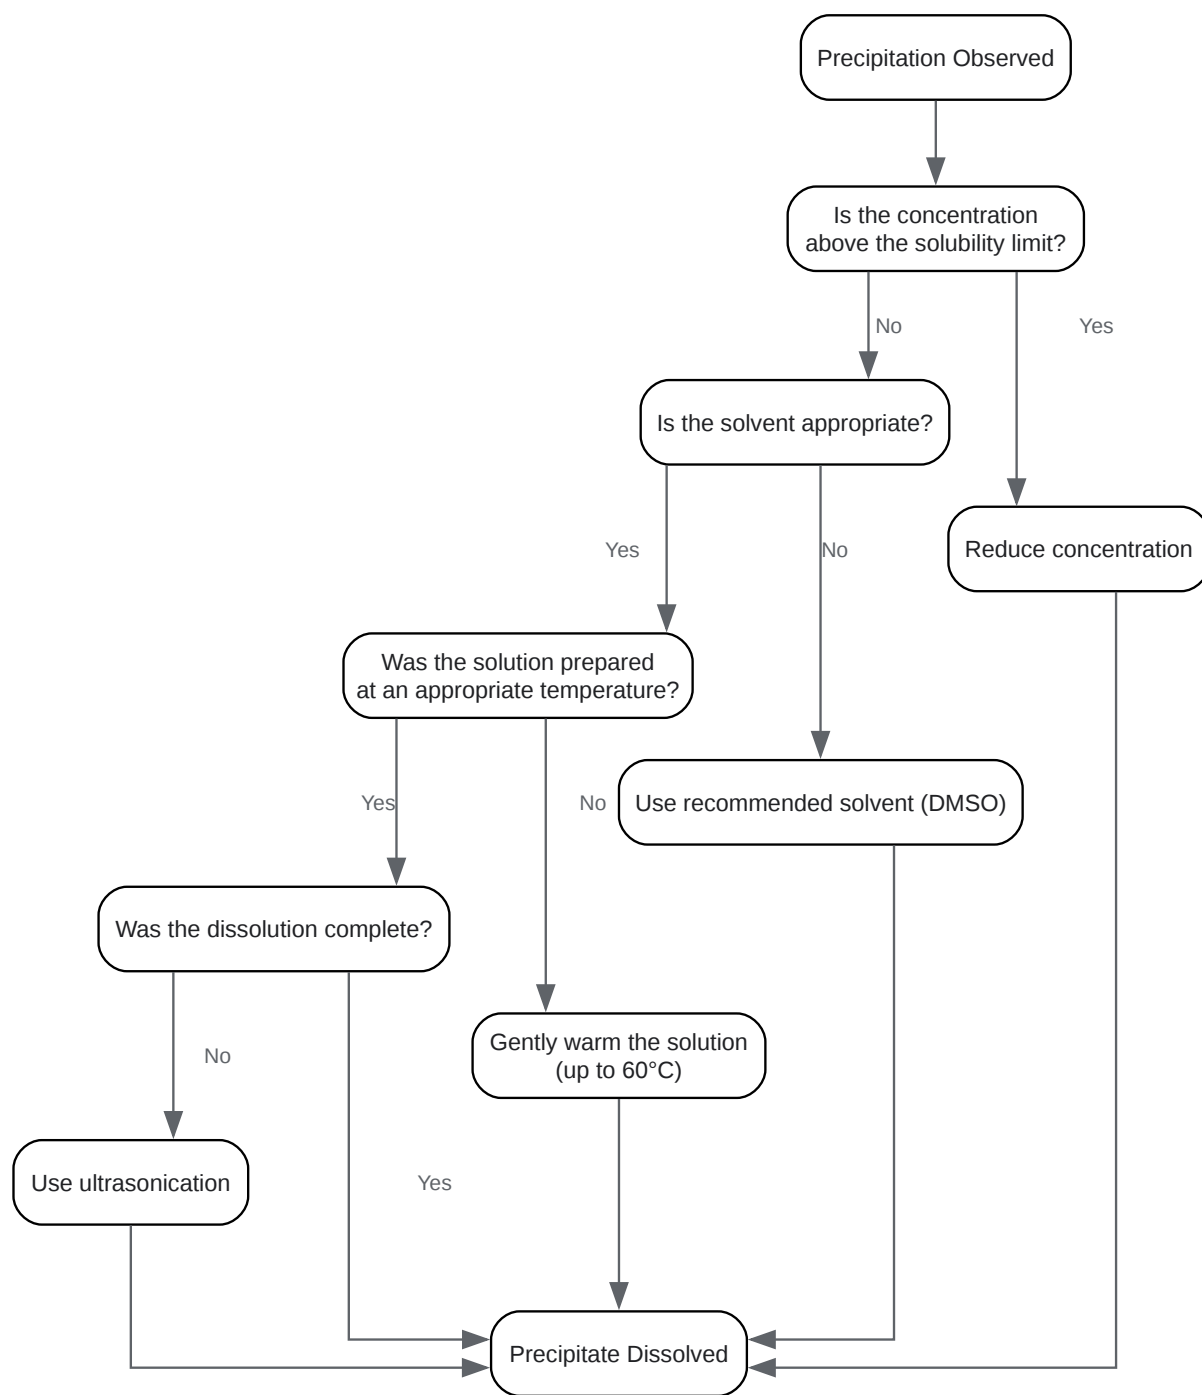 Precipitation Observed
Is the concentration
above the solubility limit?
No
Yes
Is the solvent appropriate?
Yes
No
Reduce concentration
Was the solution prepared
at an appropriate temperature?
Yes
No
Use recommended solvent (DMSO)
Was the dissolution complete?
No
Gently warm the solution
(up to 60°C)
Use ultrasonication
Yes
Precipitate Dissolved